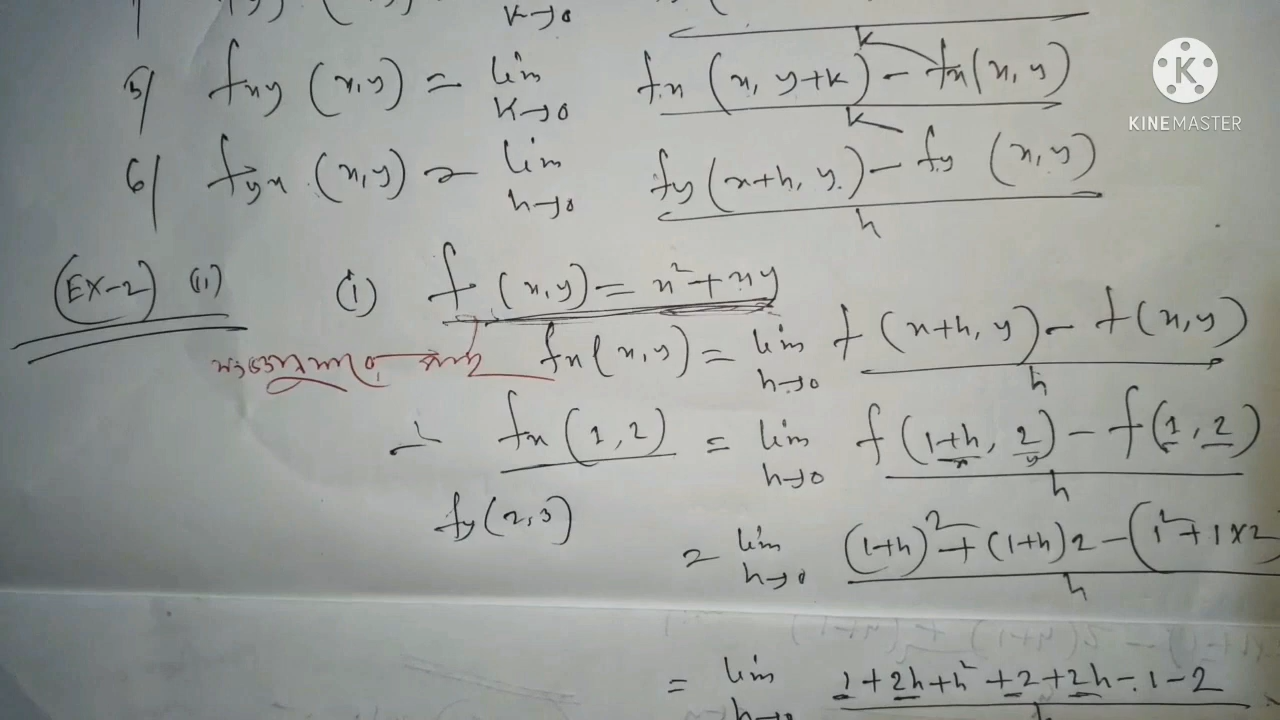 k→0
5) fxy (x,y) = lim k→0 fx (x, y+k) - fx(x, y) / k
K
KINEMASTER
6) fyx (x,y) = lim h→0 fy (x+h, y) - fy (x, y) / h
(EX-2) (i) (i) f (x,y) = x² + xy
fx(x, y) = lim h→0 f (x+h, y) - f(x, y) / h
∴ fx (1, 2) = lim h→0 f (1+h, 2) - f(1, 2) / h
x y
fy(2,3)
= lim h→0 (1+h)² + (1+h)2 - (1² + 1×2 / h
= lim h→0 1 + 2h + h² + 2 + 2h - 1 - 2 / h